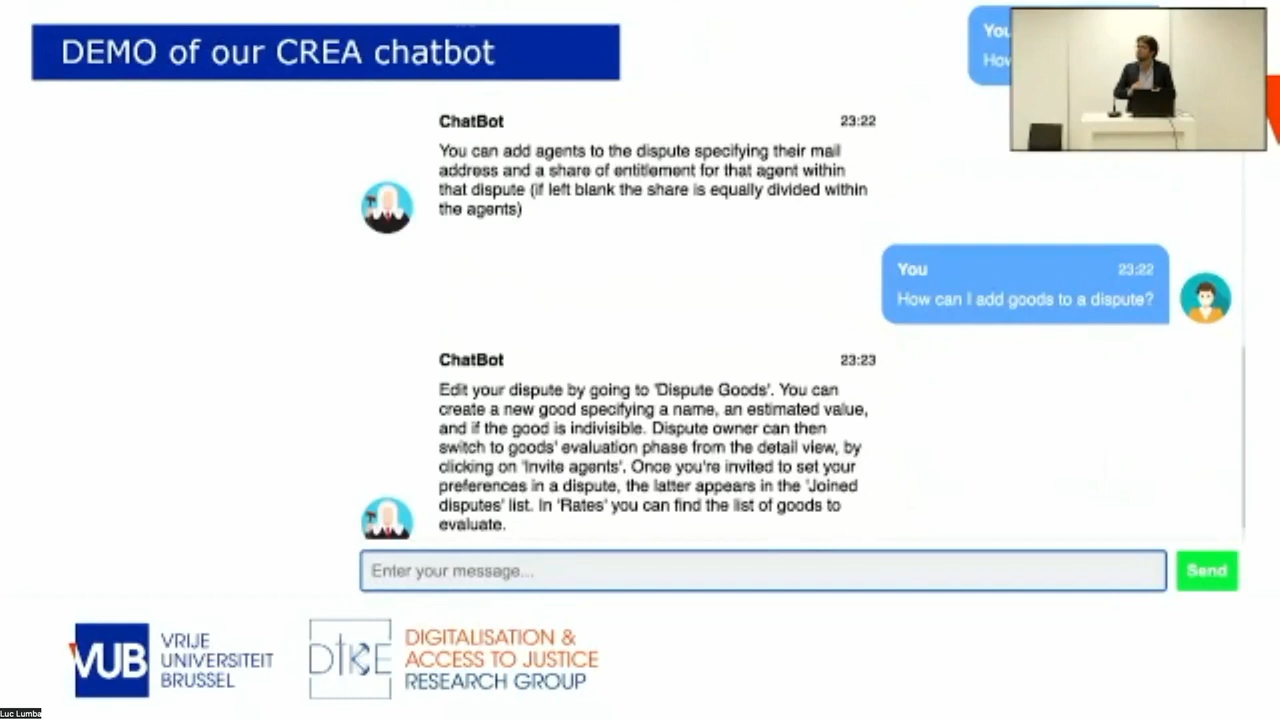 DEMO of our CREA chatbot
You
How
ChatBot
23:22
You can add agents to the dispute specifying their mail
address and a share of entitlement for that agent within
that dispute (if left blank the share is equally divided within
the agents)
You
23:22
How can I add goods to a dispute?
ChatBot
23:23
Edit your dispute by going to 'Dispute Goods'. You can
create a new good specifying a name, an estimated value,
and if the good is indivisible. Dispute owner can then
switch to goods' evaluation phase from the detail view, by
clicking on 'Invite agents'. Once you're invited to set your
preferences in a dispute, the latter appears in the 'Joined
disputes' list. In 'Rates' you can find the list of goods to
evaluate.
Enter your message...
Send
VUB
VRIJE
UNIVERSITEIT
BRUSSEL
DIKE
DIGITALISATION &
ACCESS TO JUSTICE
RESEARCH GROUP
Luc Lumba